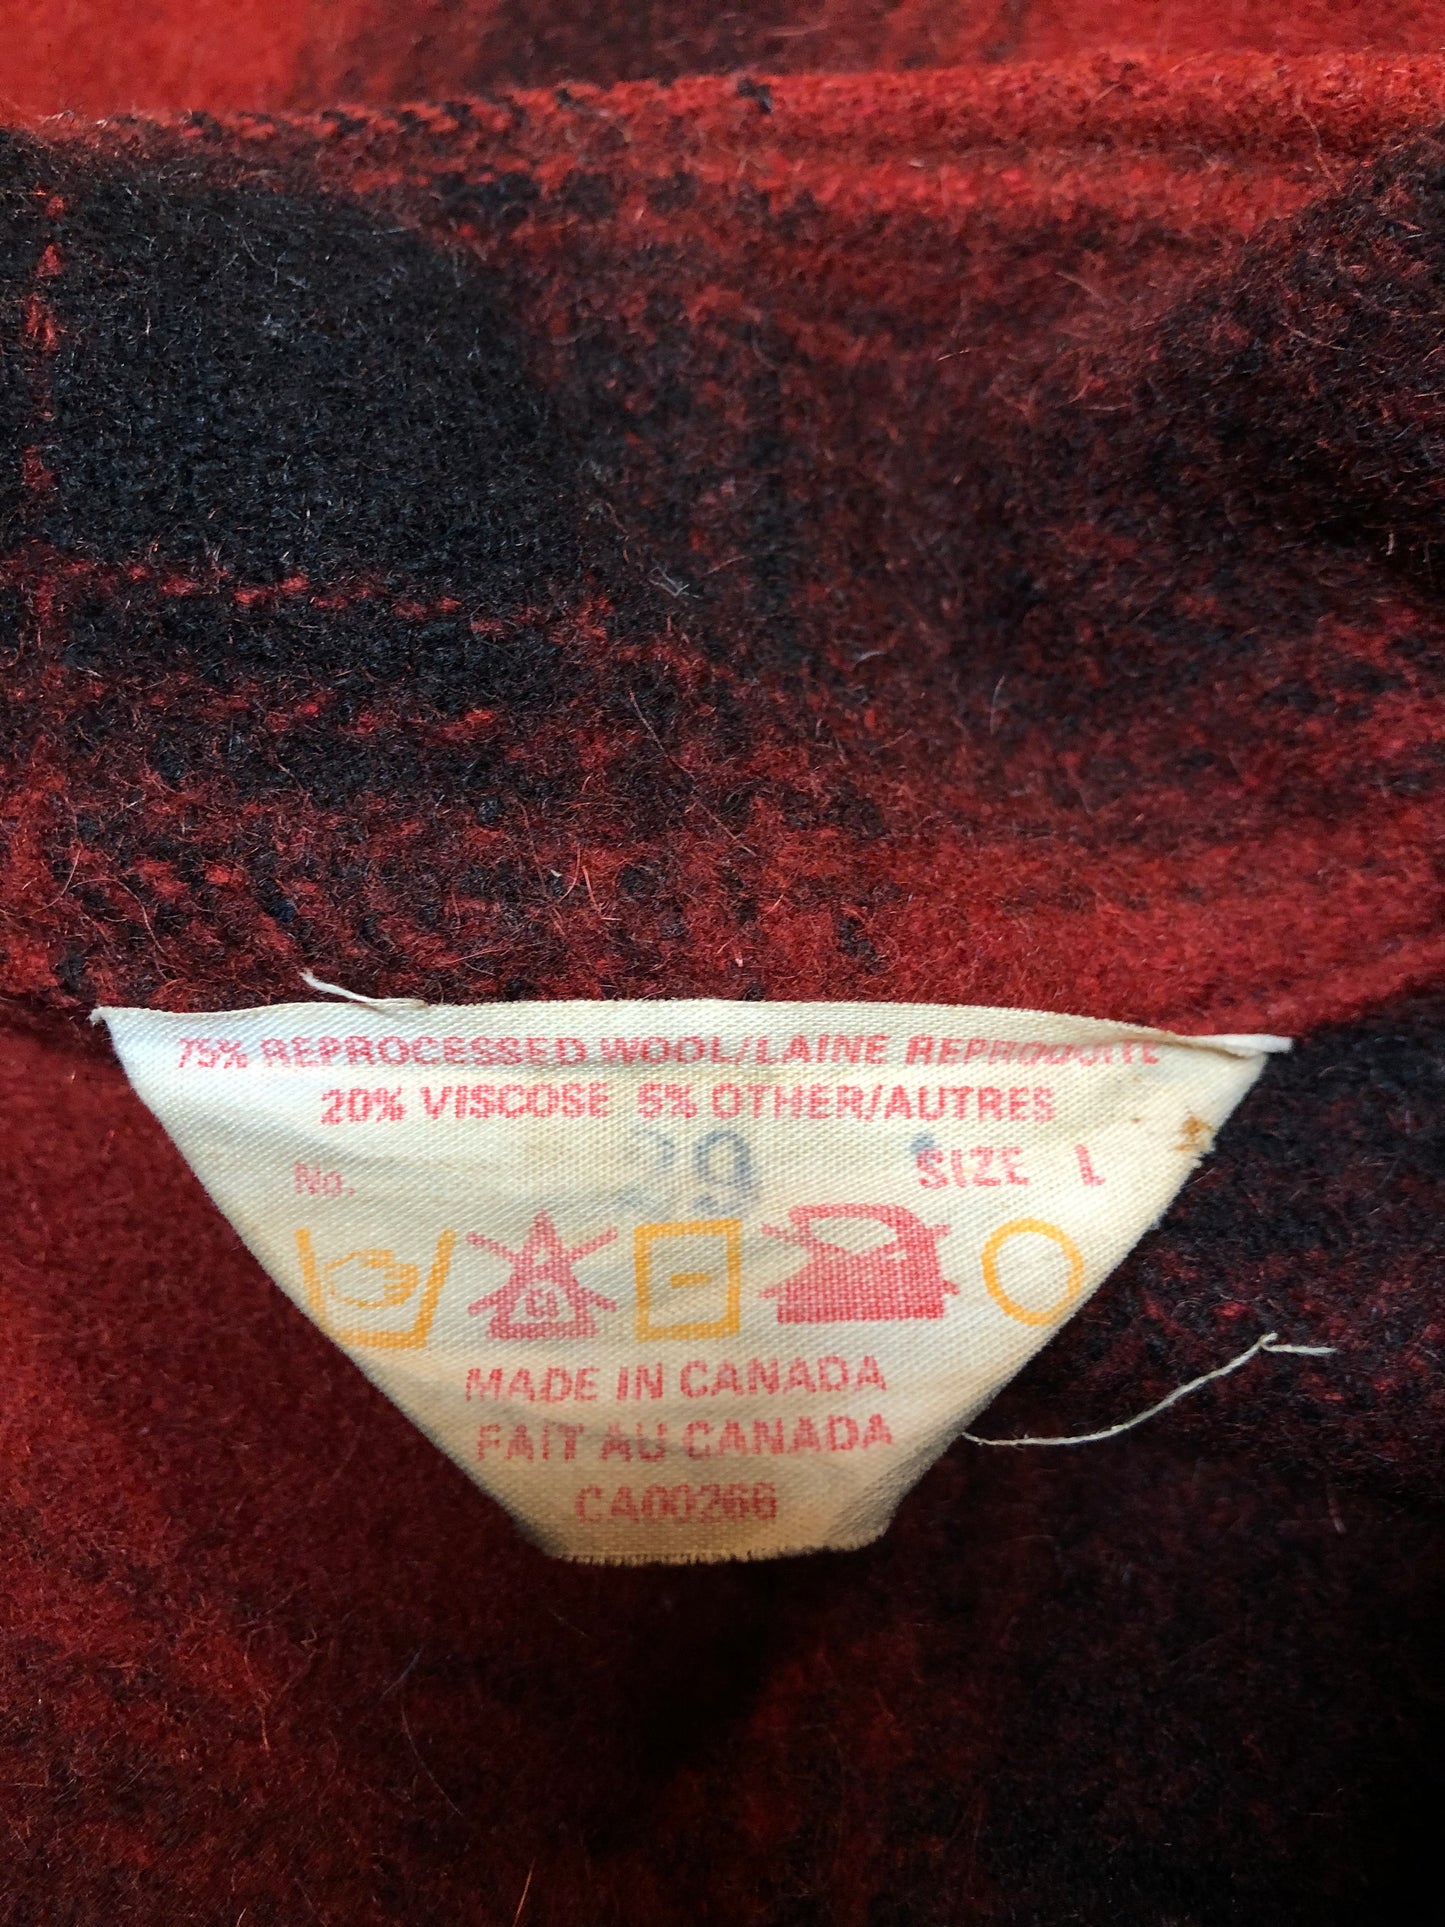 75% REPROCESSED WOOL/LAINE REPRODUITE
20% VISCOSE 5% OTHER/AUTRES
No. 39 SIZE L
MADE IN CANADA
FAIT AU CANADA
CA00266